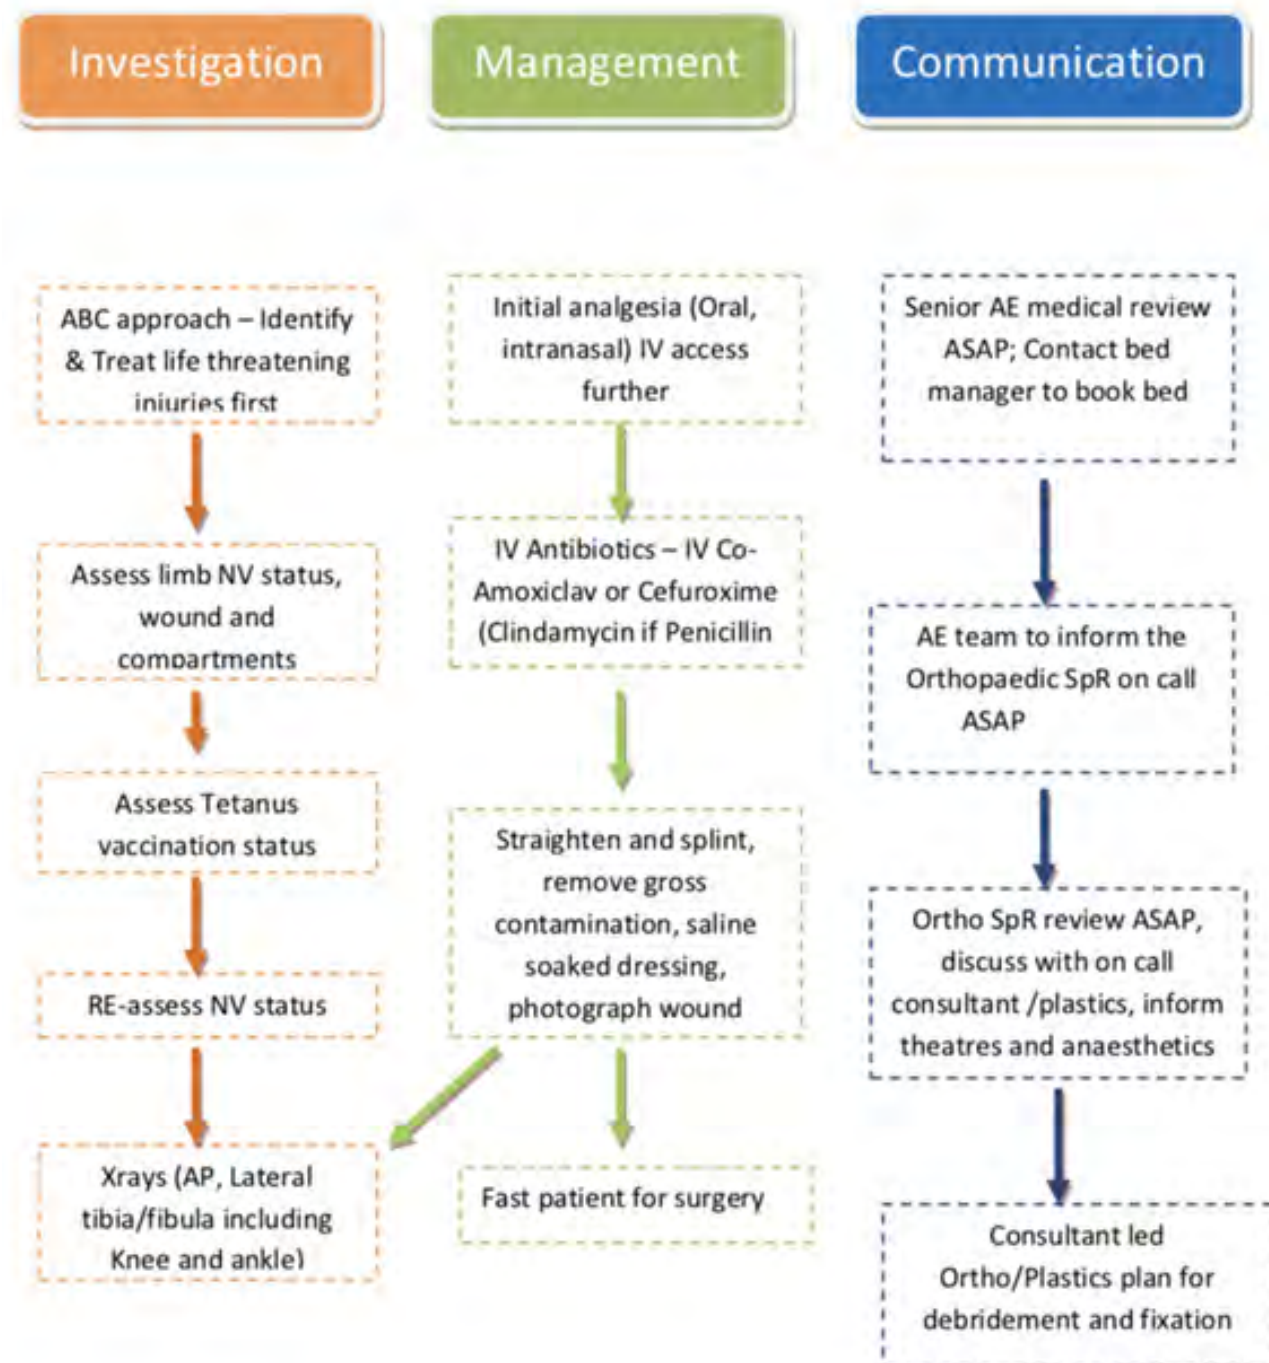 Investigation
Management
Communication
ABC approach – Identify
& Treat life threatening
injuries first
Assess limb NV status,
wound and
compartments
Assess Tetanus
vaccination status
RE-assess NV status
Xrays (AP, Lateral
tibia/fibula including
Knee and ankle)
Initial analgesia (Oral,
intranasal) IV access
further
IV Antibiotics – IV Co-
Amoxiclav or Cefuroxime
(Clindamycin if Penicillin
Straighten and splint,
remove gross
contamination, saline
soaked dressing,
photograph wound
Fast patient for surgery
Senior AE medical review
ASAP; Contact bed
manager to book bed
AE team to inform the
Orthopaedic SpR on call
ASAP
Ortho SpR review ASAP,
discuss with on call
consultant /plastics, inform
theatres and anaesthetics
Consultant led
Ortho/Plastics plan for
debridement and fixation